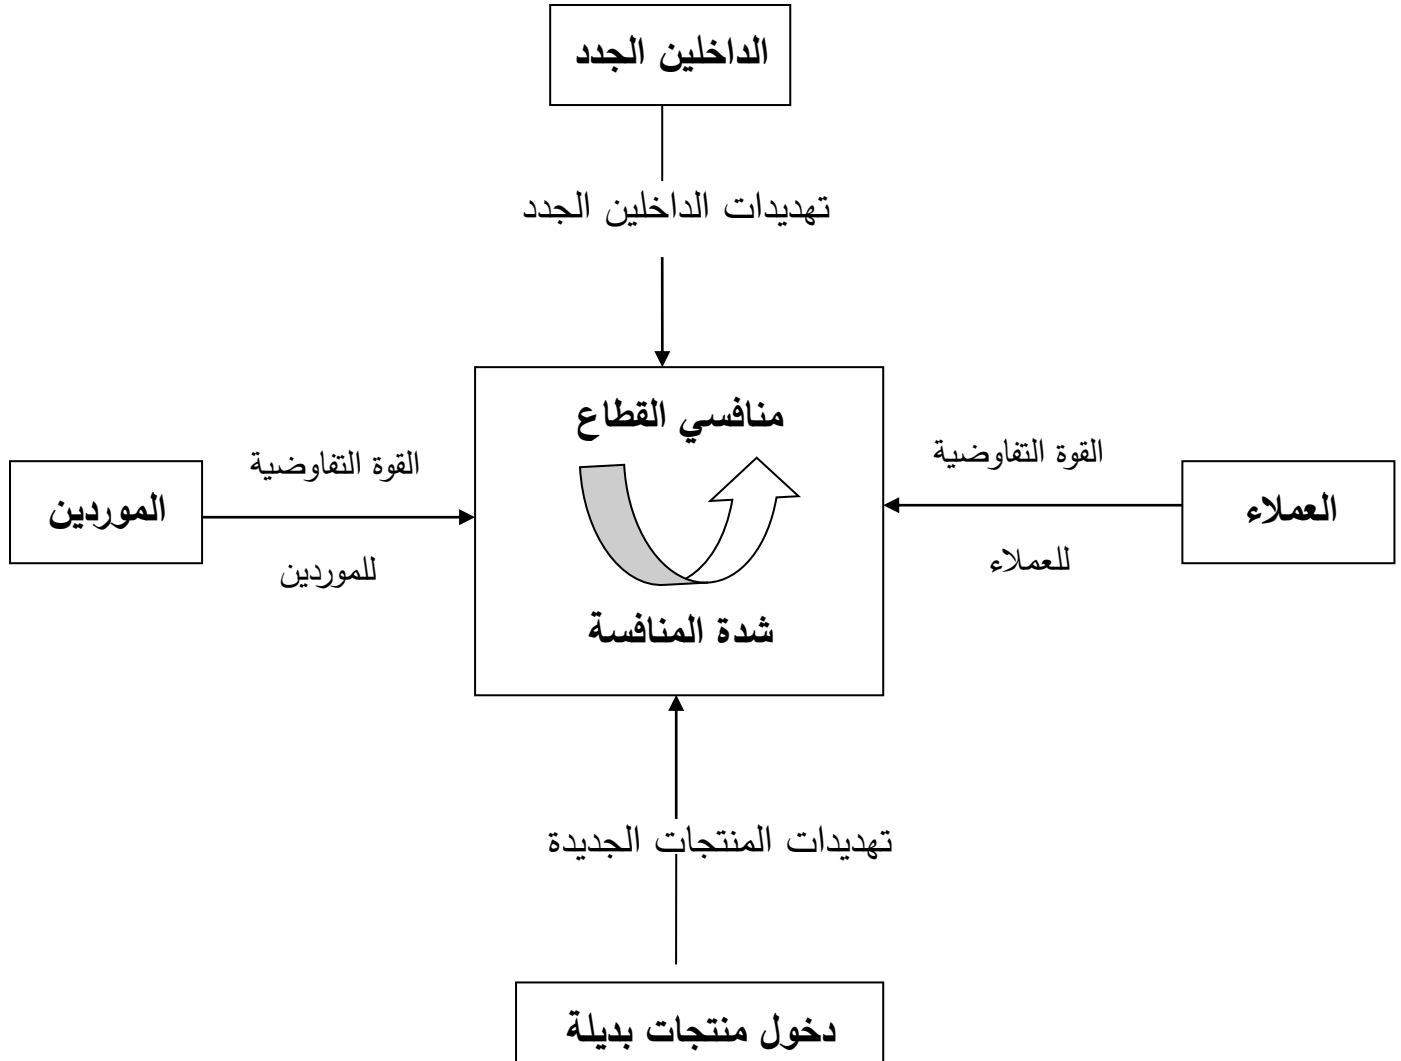 الداخلين الجدد
تهديدات الداخلين الجدد
منافسي القطاع
القوة التفاوضية
القوة التفاوضية
العملاء
الموردين
للعملاء
للموردين
شدة المنافسة
تهديدات المنتجات الجديدة
دخول منتجات بديلة